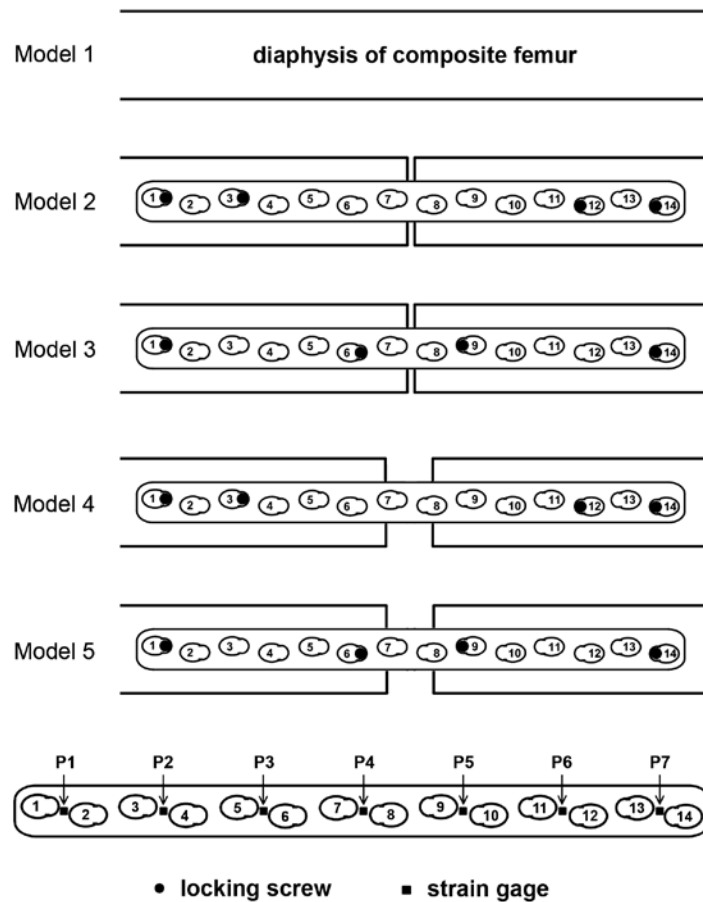 Model 1
diaphysis of composite femur
Model 2
1 2 3 4 5 6 7 8 9 10 11 12 13 14
Model 3
1 2 3 4 5 6 7 8 9 10 11 12 13 14
Model 4
1 2 3 4 5 6 7 8 9 10 11 12 13 14
Model 5
1 2 3 4 5 6 7 8 9 10 11 12 13 14
P1 P2 P3 P4 P5 P6 P7
1 2 3 4 5 6 7 8 9 10 11 12 13 14
locking screw strain gage